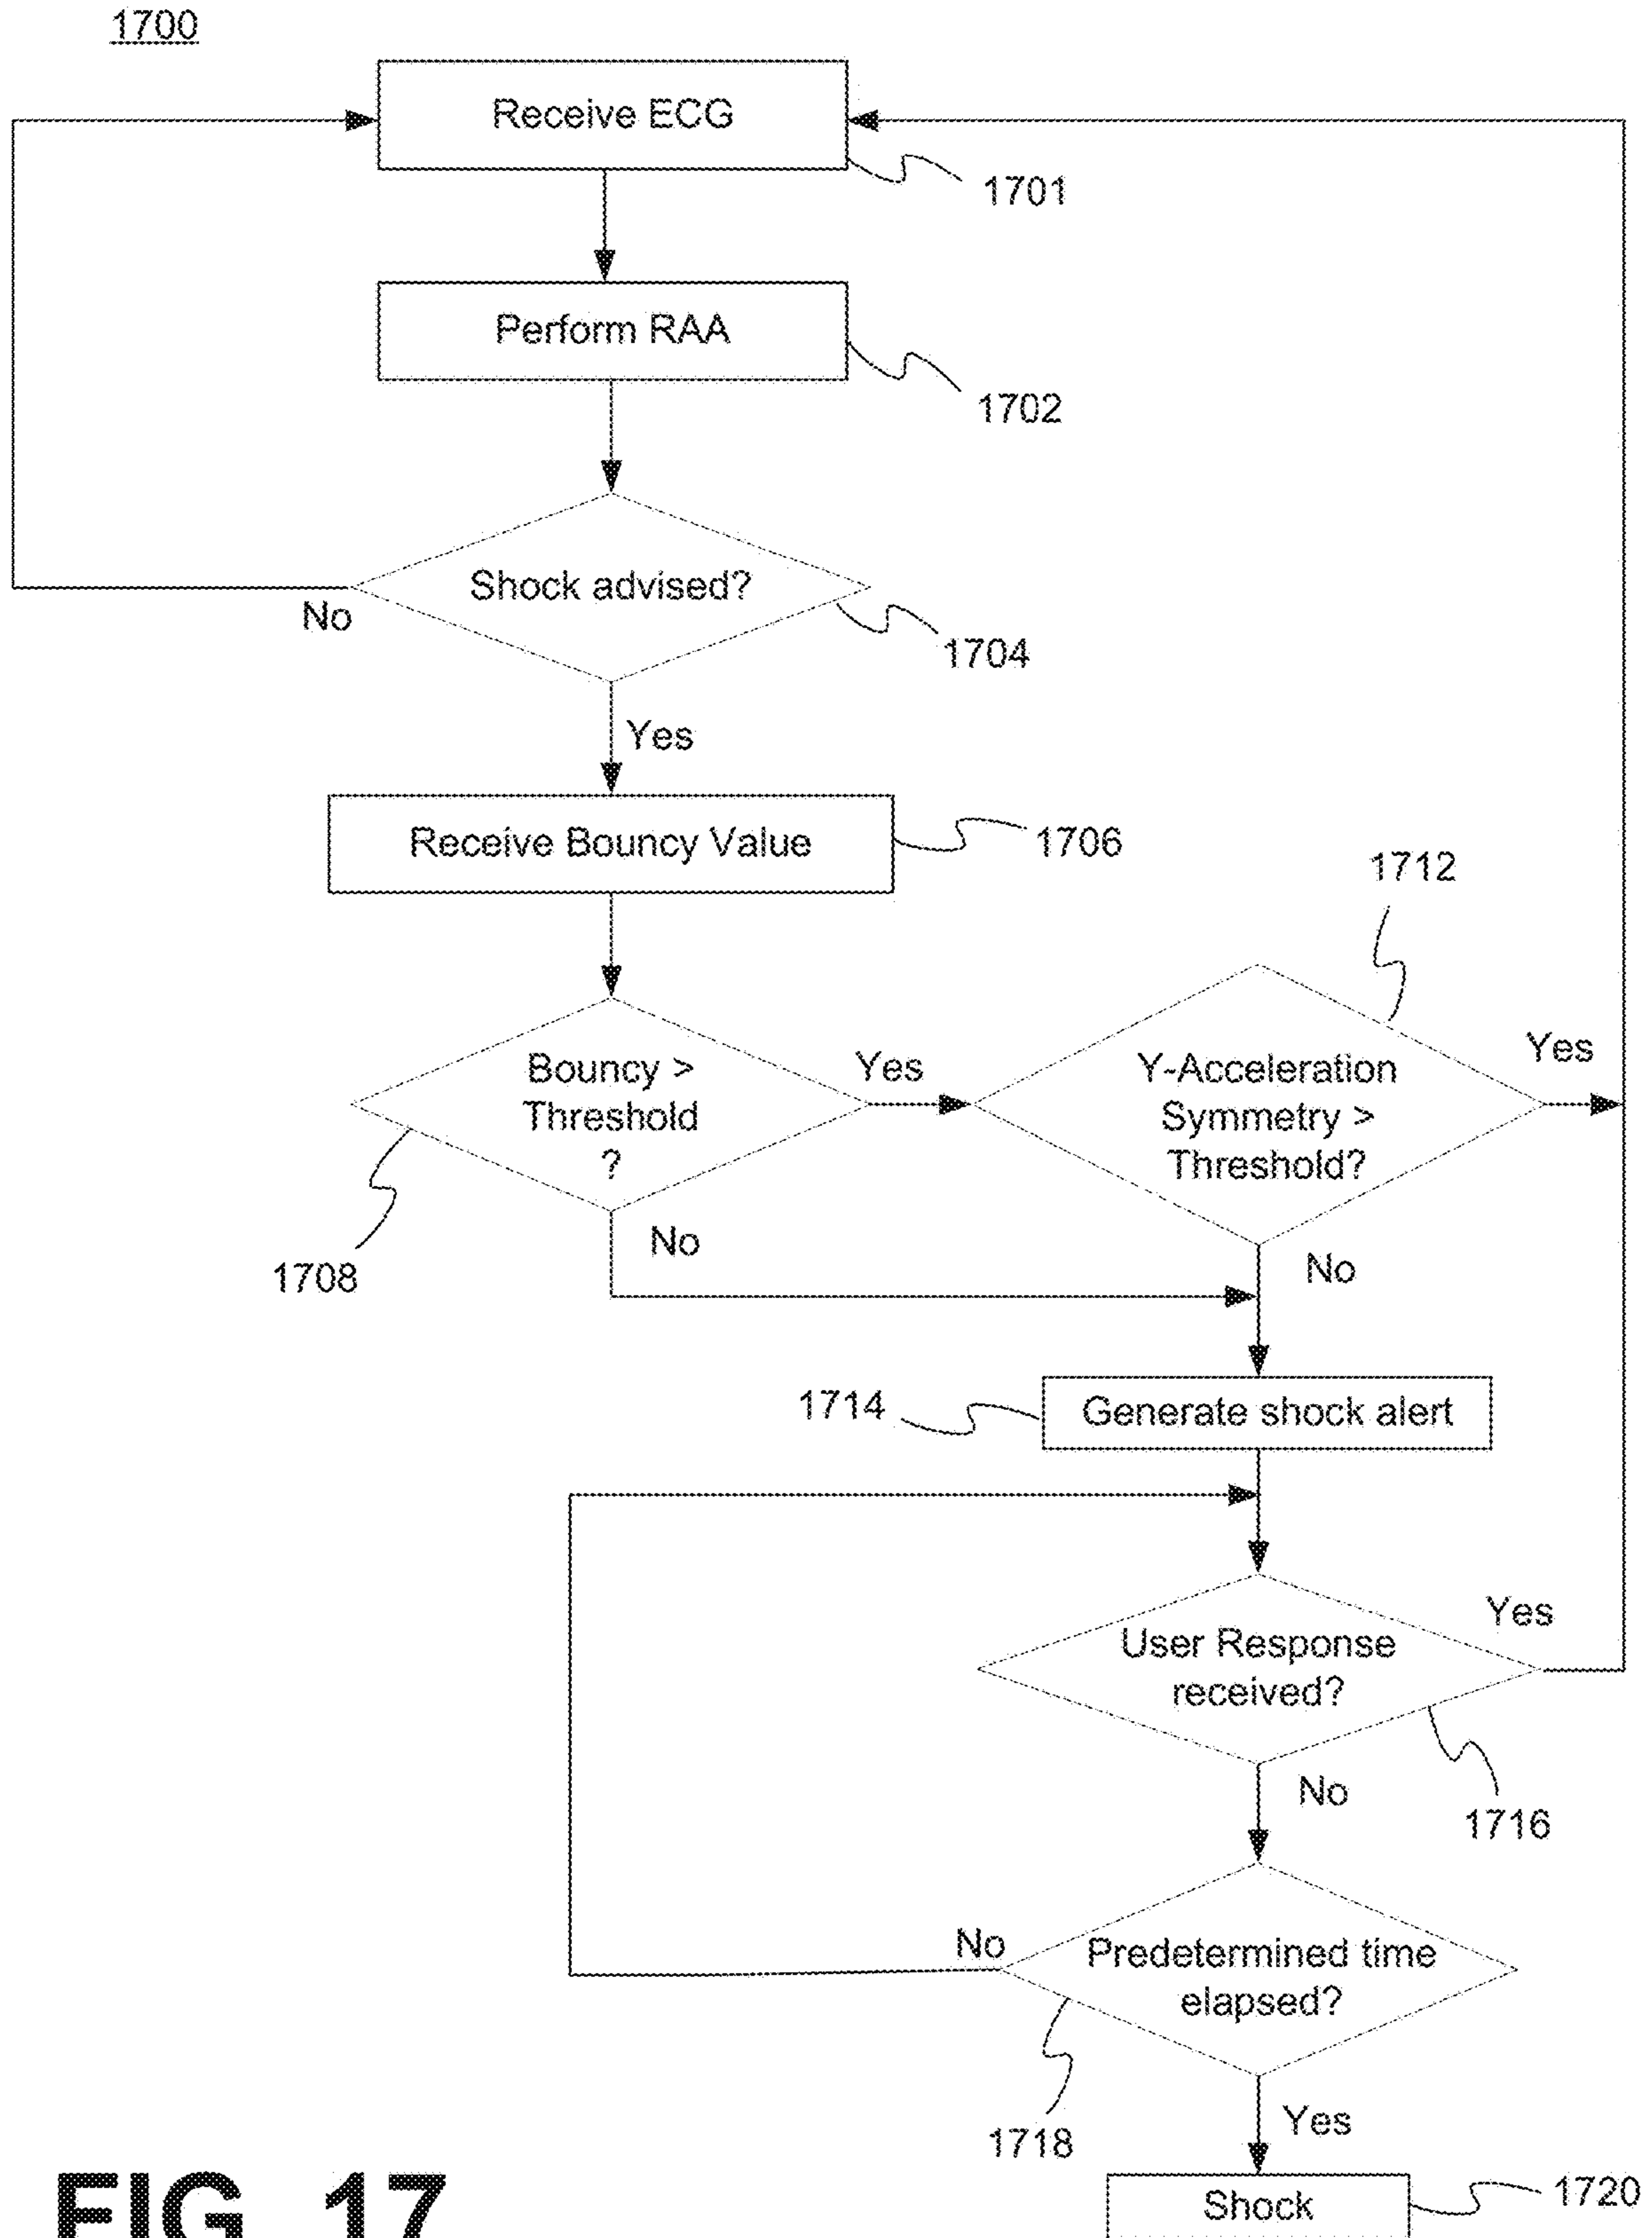 1700
Receive ECG
1701
Perform RAA
1702
Shock advised?
No
1704
Yes
Receive Bouncy Value
1706
1712
Bouncy >
Threshold
?
Yes
Y-Acceleration
Symmetry >
Threshold?
Yes
1708
No
No
1714
Generate shock alert
User Response
received?
Yes
No
1716
No
Predetermined time
elapsed?
1718
Yes
Shock
1720
FIG. 17